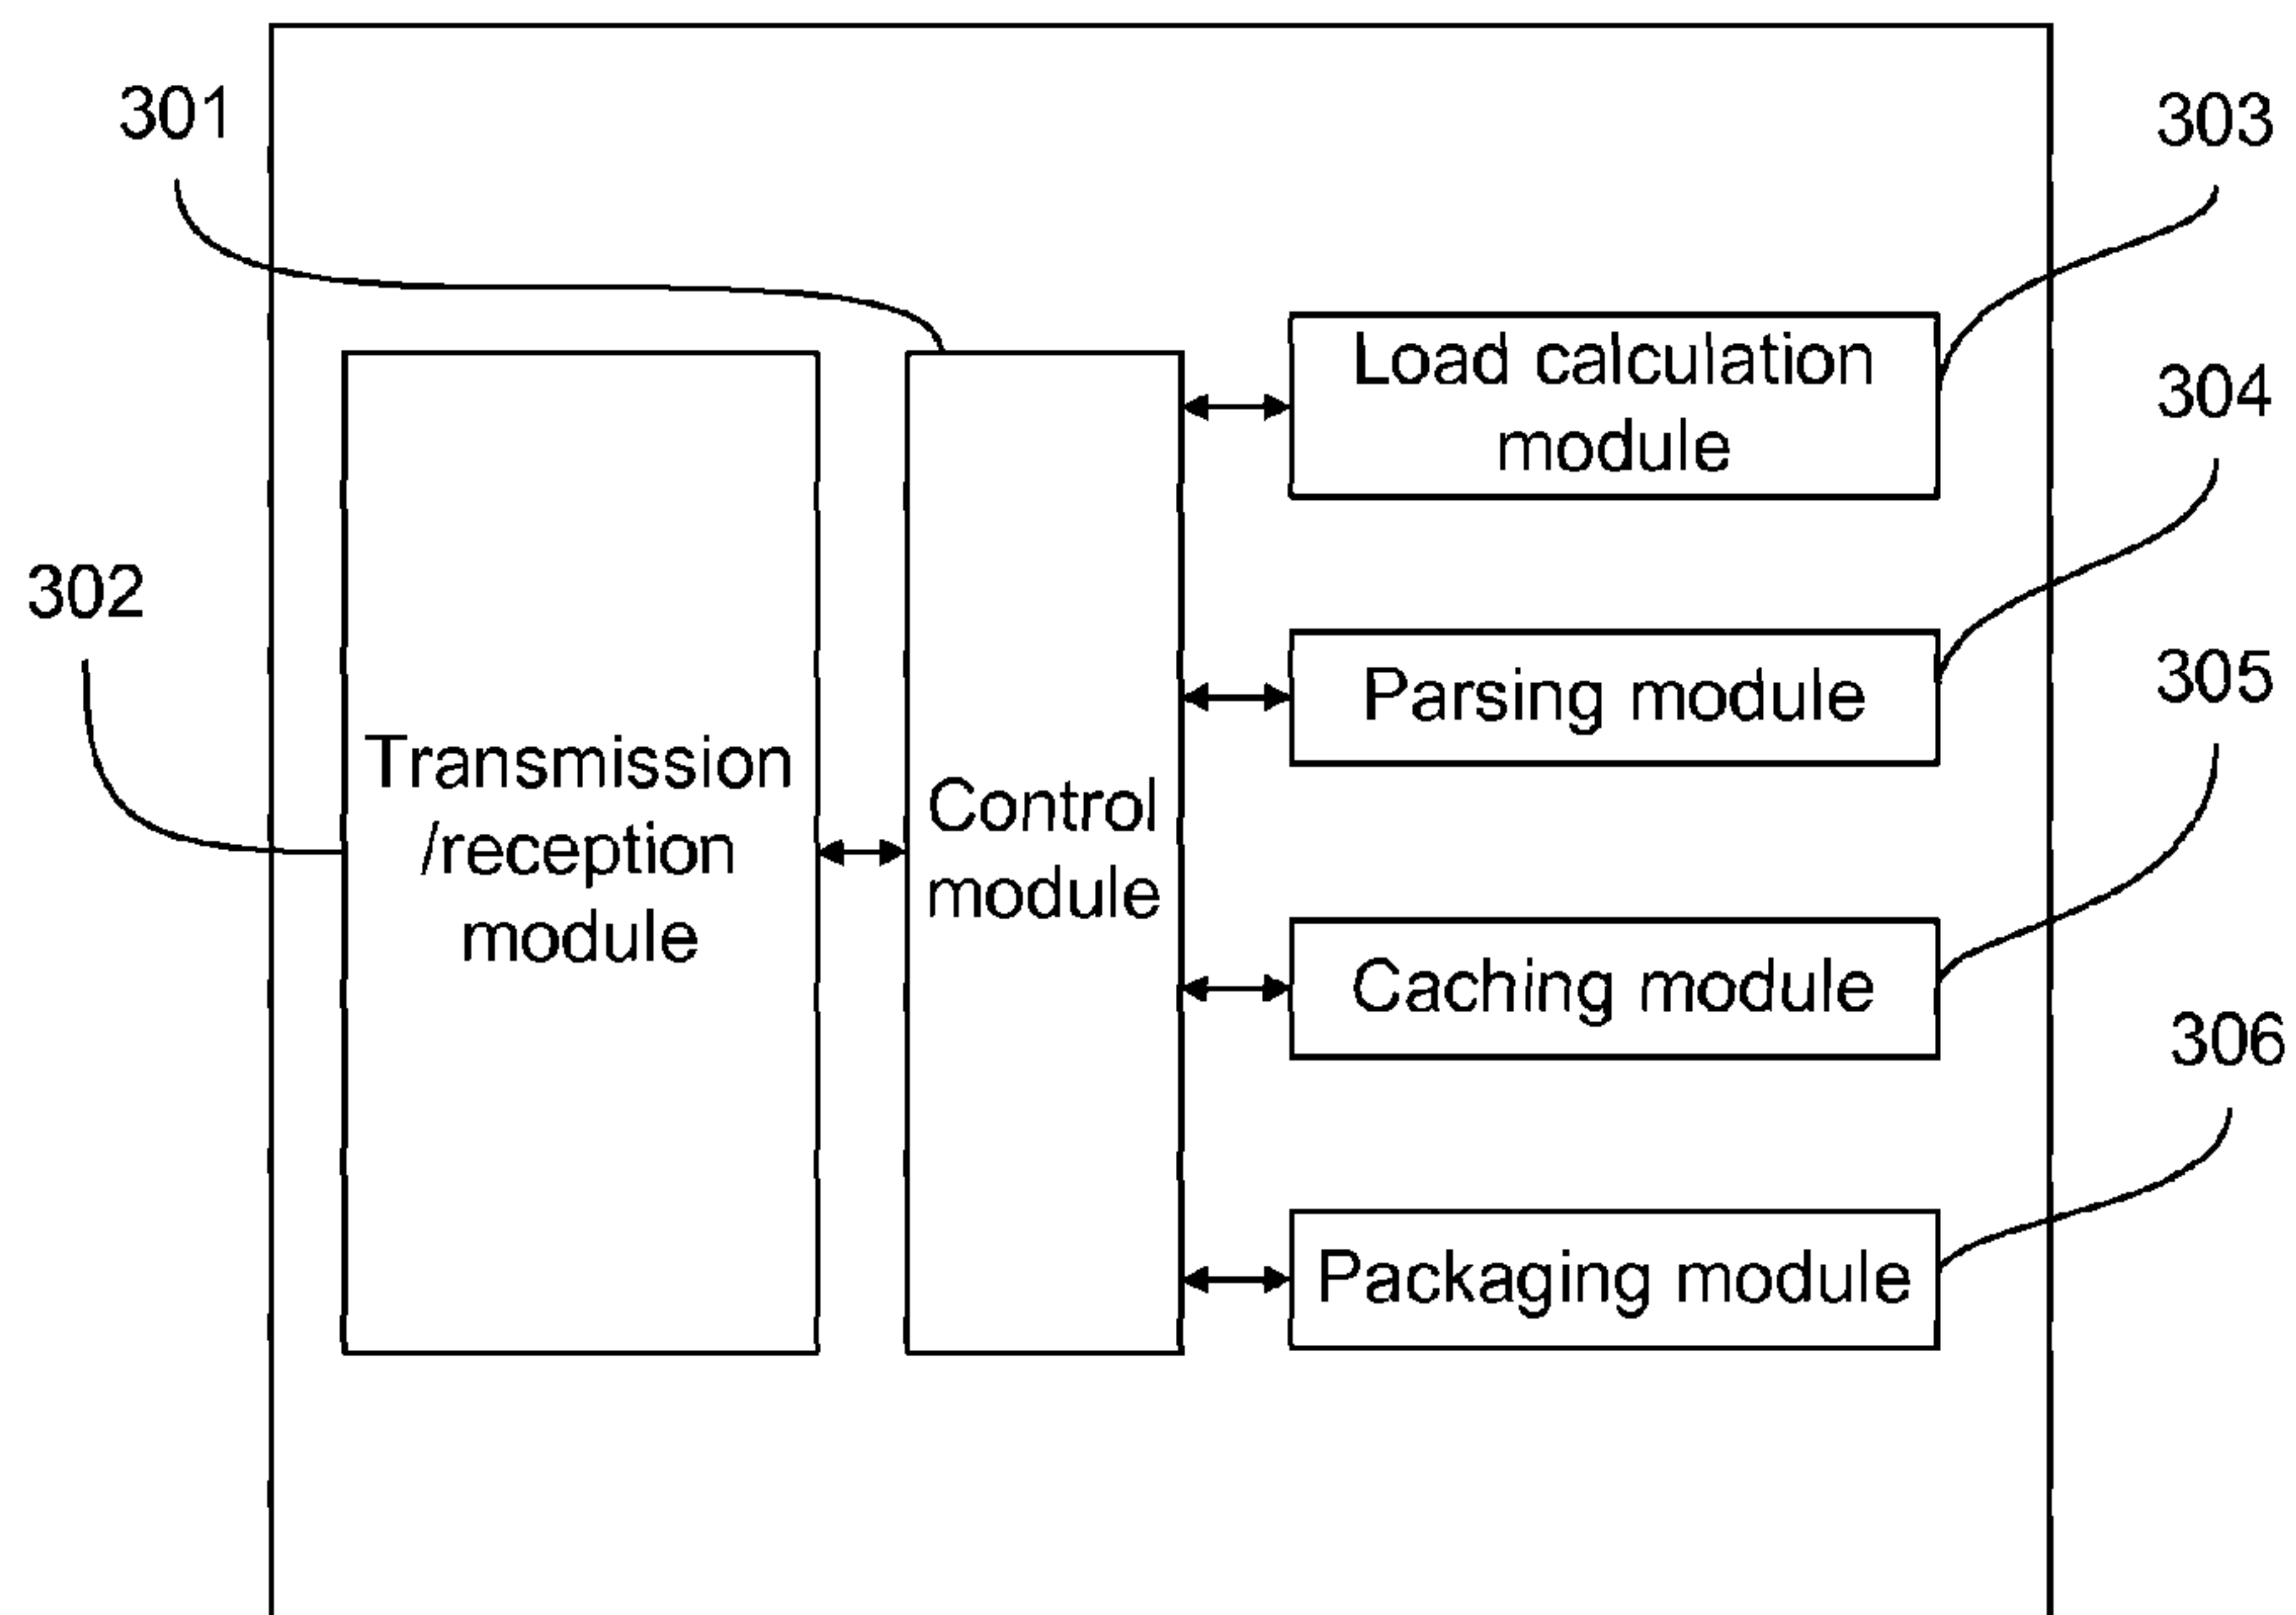 301
303
Load calculation
module
304
302
Parsing module
305
Transmission
/reception
module
Control
module
Caching module
306
Packaging module